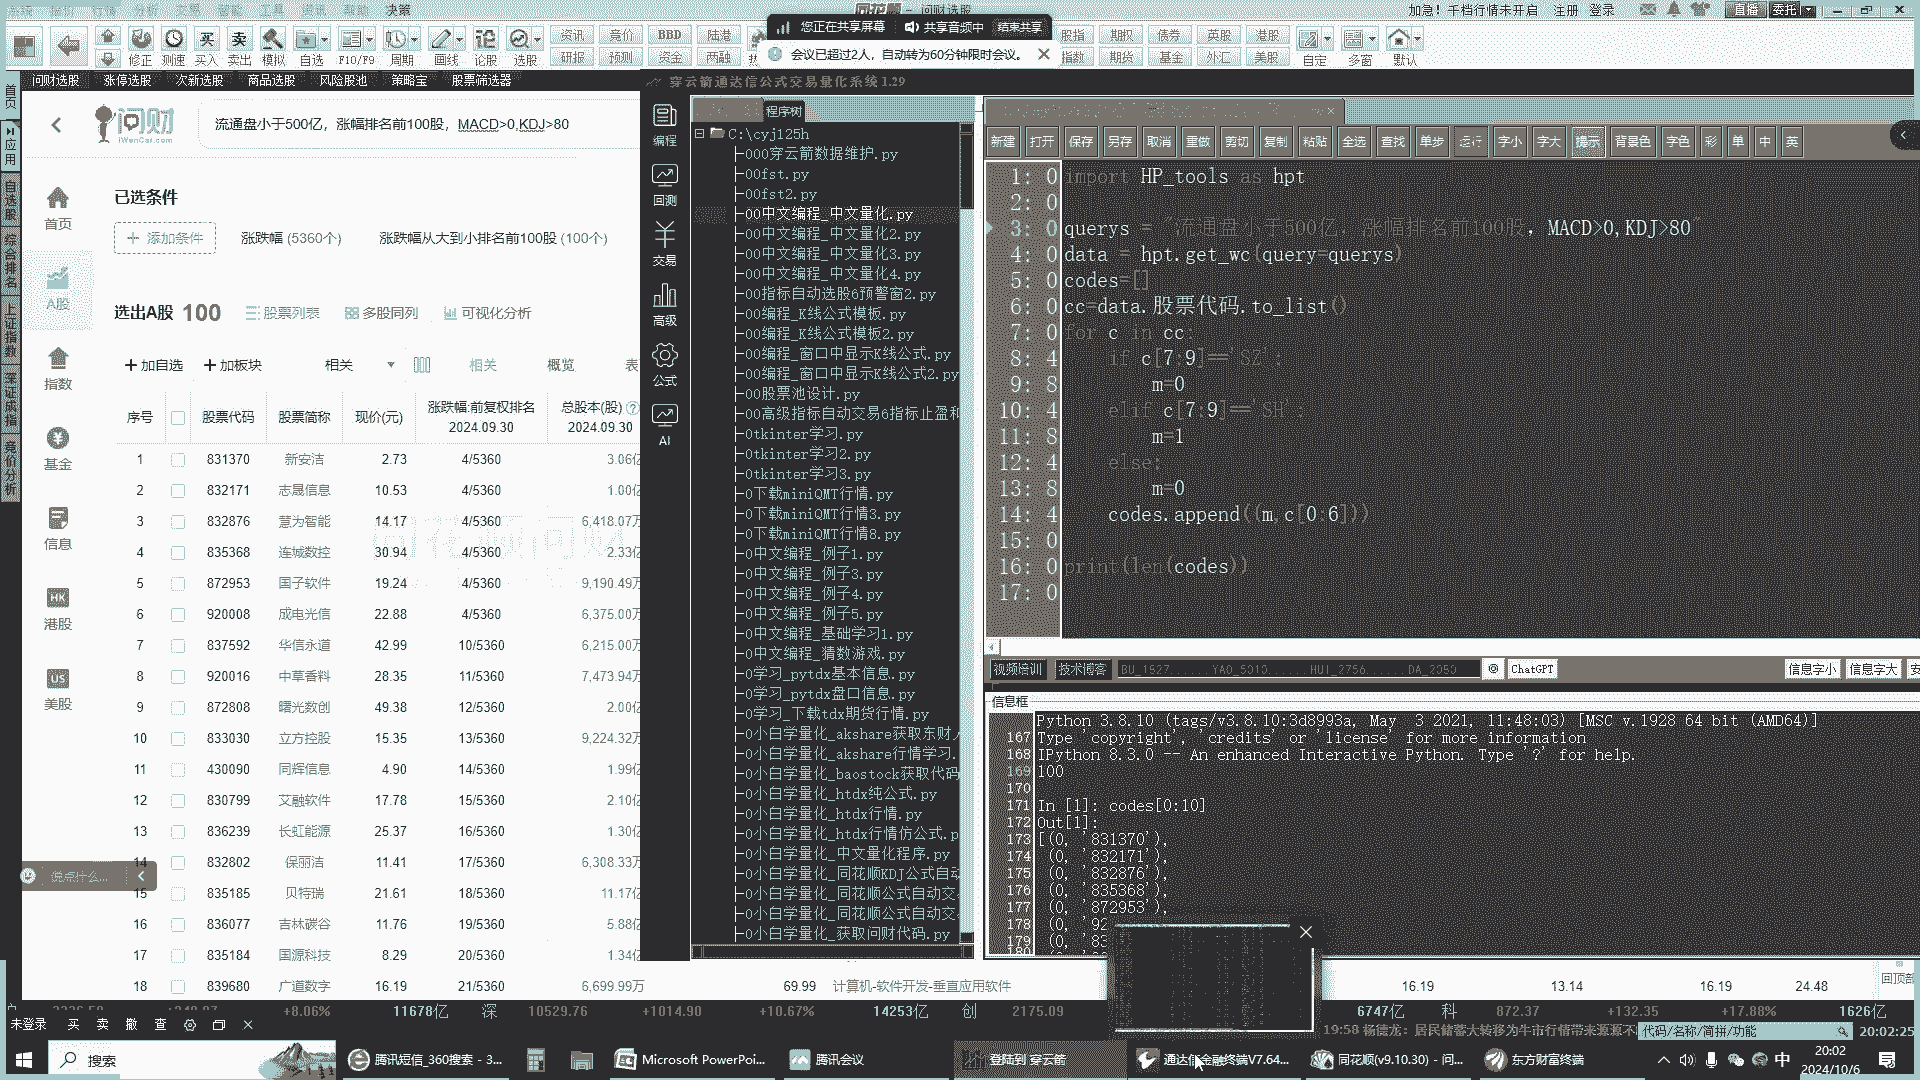 决策
问财选股
加急！千档行情未开启 注册 登录
直播 委托
您正在共享屏幕 共享音频中 结束共享
会议已超过2人，自动转为60分钟限时会议。
修正 测速 买入 卖出 模拟 自选 F10/F9 周期 画线 论股 选股
资讯 竞价 BBD 陆港
研报 预测 资金 两融
股指 期权 债券 英股 港股
指数 期货 基金 外汇 美股
自定 多窗 默认
问财选股 涨停选股 次新选股 商品选股 风险股池 策略宝 股票筛选器
穿云箭通达信公式交易量化系统 1.29
首页
应用
自选股
综合排名
上证指数
深证成指
竞价分析
问财
iWenCai.com
流通盘小于500亿，涨幅排名前100股，MACD>0,KDJ>80
首页
A股
指数
基金
信息
港股
美股
已选条件
添加条件 涨跌幅 (5360个) 涨跌幅从大到小排名前100股 (100个)
选出A股 100 股票列表 多股同列 可视化分析
加自选 加板块 相关 相关 概览 表
序号 股票代码 股票简称 现价(元) 涨跌幅:前复权排名 2024.09.30 总股本(股) 2024.09.30
1 831370 新安洁 2.73 4/5360 3.06亿
2 832171 志晟信息 10.53 4/5360 1.00亿
3 832876 慧为智能 14.17 4/5360 6,418.07万
4 835368 连城数控 30.94 4/5360 2.33亿
5 872953 国子软件 19.24 4/5360 9,190.49万
6 920008 成电光信 22.88 4/5360 6,375.00万
7 837592 华信永道 42.99 10/5360 6,215.00万
8 920016 中草香料 28.35 11/5360 7,473.94万
9 872808 曙光数创 49.38 12/5360 2.00亿
10 833030 立方控股 15.35 13/5360 9,224.32万
11 430090 同辉信息 4.90 14/5360 1.99亿
12 830799 艾融软件 17.78 15/5360 2.10亿
13 836239 长虹能源 25.37 16/5360 1.30亿
14 832802 保丽洁 11.41 17/5360 6,308.33万
15 835185 贝特瑞 21.61 18/5360 11.17亿
16 836077 吉林碳谷 11.76 19/5360 5.88亿
17 835184 国源科技 8.29 20/5360 1.34亿
18 839680 广道数字 16.19 21/5360 6,699.99万 69.99 计算机-软件开发-垂直应用软件 16.19 13.14 16.19 24.48
说点什么...
编程
回测
交易
高级
公式
AI
程序树
C:\cyj125h
000穿云箭数据维护.py
00fst.py
00fst2.py
00中文编程_中文量化.py
00中文编程_中文量化2.py
00中文编程_中文量化3.py
00中文编程_中文量化4.py
00指标自动选股6预警窗2.py
00编程_K线公式模板.py
00编程_K线公式模板2.py
00编程_窗口中显示K线公式.py
00编程_窗口中显示K线公式2.py
00股票池设计.py
00高级指标自动交易6指标止盈和
0tkinter学习.py
0tkinter学习2.py
0tkinter学习3.py
0下载miniQMT行情.py
0下载miniQMT行情3.py
0下载miniQMT行情8.py
0中文编程_例子1.py
0中文编程_例子3.py
0中文编程_例子4.py
0中文编程_例子5.py
0中文编程_基础学习1.py
0中文编程_猜数游戏.py
0学习_pytdx基本信息.py
0学习_pytdx盘口信息.py
0学习_下载tdx期货行情.py
0小白学量化_akshare获取东财
0小白学量化_akshare行情学习.
0小白学量化_baostock获取代码
0小白学量化_htdx纯公式.py
0小白学量化_htdx行情.py
0小白学量化_htdx行情仿公式.p
0小白学量化_中文量化程序.py
0小白学量化_同花顺KDJ公式自动
0小白学量化_同花顺公式自动交
0小白学量化_同花顺公式自动交
0小白学量化_获取问财代码.py
新建 打开 保存 另存 取消 重做 剪切 复制 粘贴 全选 查找 单步 运行 字小 字大 提示 背景色 字色 彩 单 中 英
1: 0 import HP_tools as hpt
2: 0
3: 0 querys = "流通盘小于500亿，涨幅排名前100股，MACD>0,KDJ>80"
4: 0 data = hpt.get_wc(query=querys)
5: 0 codes=[]
6: 0 cc=data.股票代码.to_list()
7: 0 for c in cc:
8: 4 if c[7:9]=='SZ':
9: 8 m=0
10: 4 elif c[7:9]=='SH':
11: 8 m=1
12: 4 else:
13: 8 m=0
14: 4 codes.append((m,c[0:6]))
15: 0
16: 0 print(len(codes))
17: 0
视频培训 技术博客 ChatGPT 信息字小 信息字大
信息框
Python 3.8.10 (tags/v3.8.10:3d8993a, May 3 2021, 11:48:03) [MSC v.1928 64 bit (AMD64)]
167 Type 'copyright', 'credits' or 'license' for more information
168 IPython 8.3.0 -- An enhanced Interactive Python. Type '?' for help.
169 100
170
171 In [1]: codes[0:10]
172 Out[1]:
173 [(0, '831370'),
174 (0, '832171'),
175 (0, '832876'),
176 (0, '835368'),
177 (0, '872953'),
178 (0, '92
179 (0, '83
回顶部
+8.06% 11678亿 深 10529.76 +1014.90 +10.67% 14253亿 创 2175.09 6747亿 科 872.37 +132.35 +17.88% 1626亿
未登录 买 卖 撤 查
19:58 杨德龙：居民储蓄大转移为牛市行情带来源源不 代码/名称/简拼/功能 20:02:25
搜索 腾讯短信_360搜索 - 3... Microsoft PowerPoi... 腾讯会议 登陆到 穿云箭 通达信金融终端V7.64... 同花顺(v9.10.30) - 问... 东方财富终端 中 20:02
2024/10/6